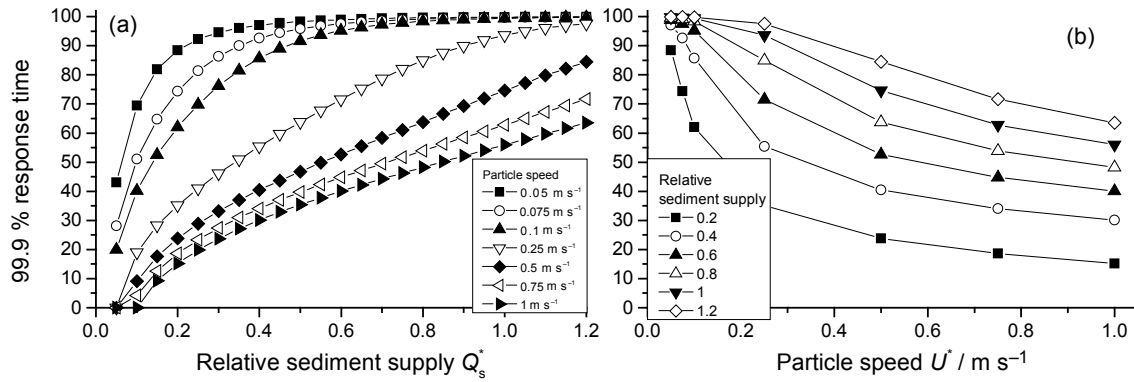 (a)
100
90
80
70
60
50
40
30
20
10
0
99.9 % response time
0.0 0.2 0.4 0.6 0.8 1.0 1.2
Relative sediment supply Q*s
Particle speed
0.05 m s⁻¹
0.075 m s⁻¹
0.1 m s⁻¹
0.25 m s⁻¹
0.5 m s⁻¹
0.75 m s⁻¹
1 m s⁻¹
(b)
100
90
80
70
60
50
40
30
20
10
0
0.0 0.2 0.4 0.6 0.8 1.0
Particle speed U* / m s⁻¹
Relative
sediment supply
0.2
0.4
0.6
0.8
1
1.2